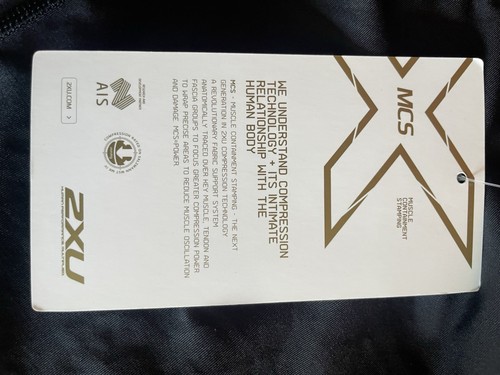 MCS
MUSCLE
CONTAINMENT
STAMPING
WE UNDERSTAND COMPRESSION
TECHNOLOGY + ITS INTIMATE
RELATIONSHIP WITH THE
HUMAN BODY
MCS - MUSCLE CONTAINMENT STAMPING - THE NEXT
GENERATION IN 2XU COMPRESSION TECHNOLOGY
A REVOLUTIONARY FABRIC SUPPORT SYSTEM
ANATOMICALLY TRACED OVER KEY MUSCLE, TENDON AND
FASCIA GROUPS TO FOCUS GREATER COMPRESSION POWER
TO WRAP PRECISE AREAS TO REDUCE MUSCLE OSCILLATION
AND DAMAGE. MCS=POWER
AIS
2XU.COM >
2XU